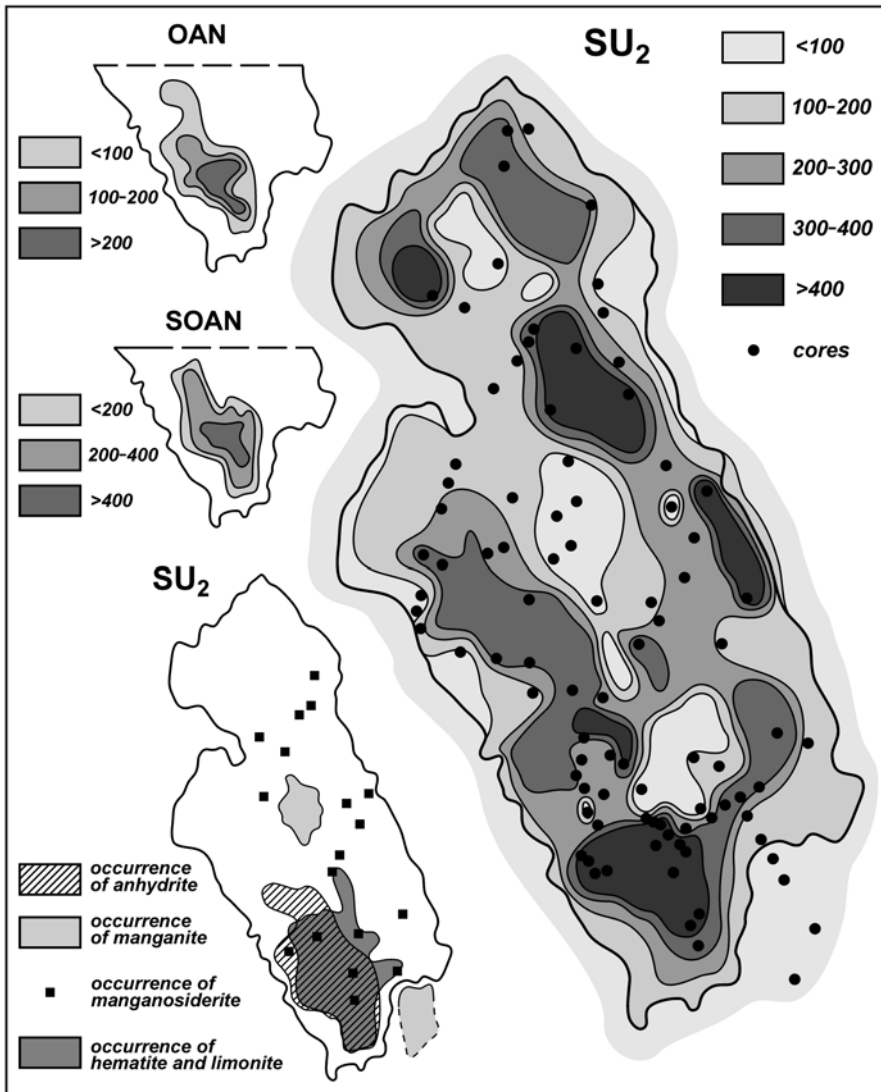 OAN
<100
100–200
>200
SOAN
<200
200–400
>400
SU₂
occurrence
of anhydrite
occurrence
of manganite
occurrence of
manganosiderite
occurrence of
hematite and limonite
SU₂
<100
100–200
200–300
300–400
>400
cores